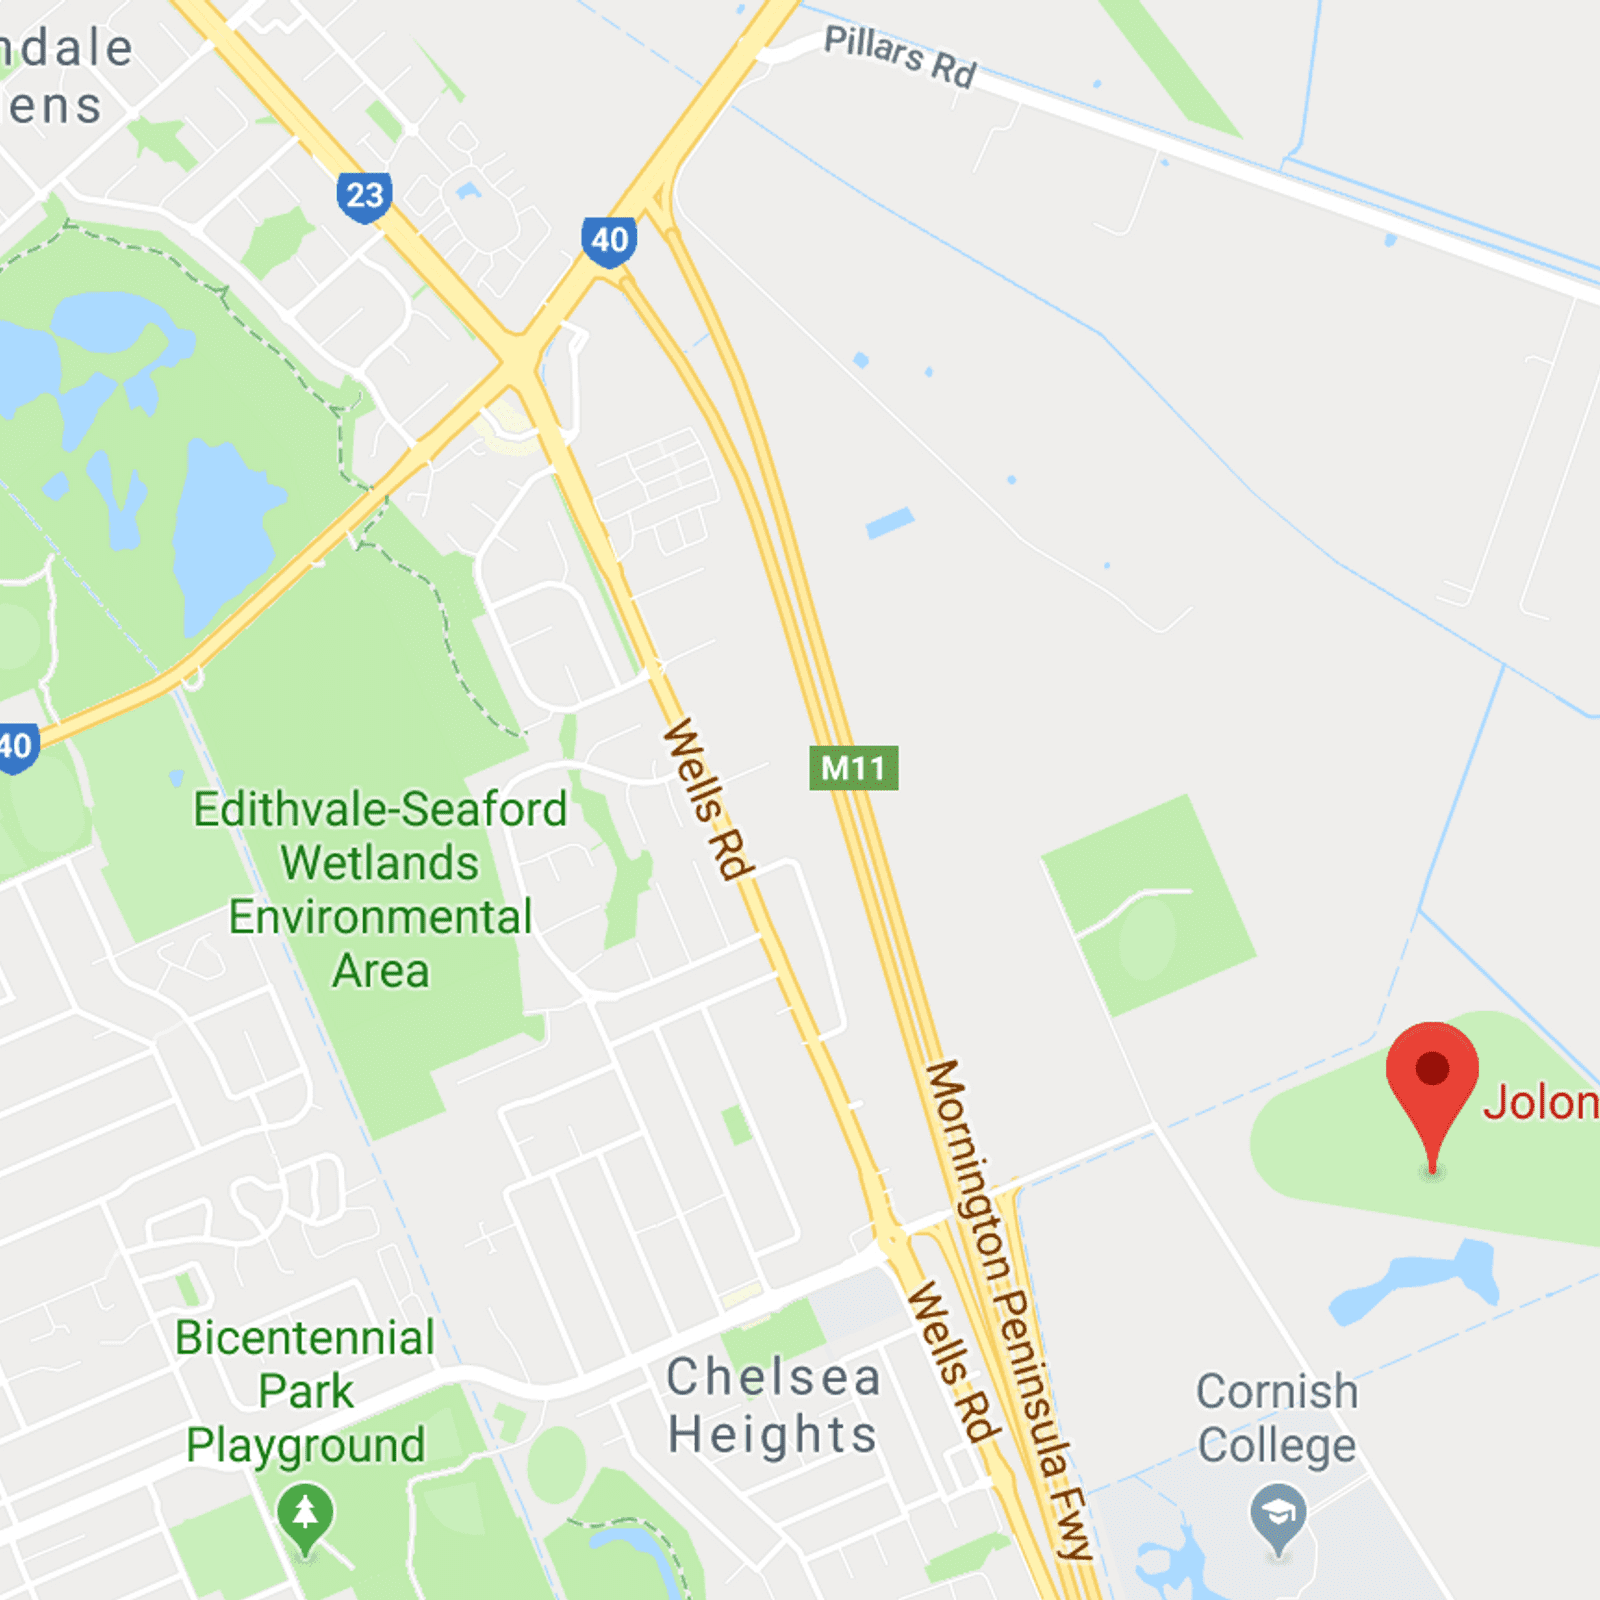 ndale
ens
Pillars Rd
23
40
40
Wells Rd
M11
Edithvale-Seaford
Wetlands
Environmental
Area
Jolon
Mornington Peninsula Fwy
Wells Rd
Bicentennial
Park
Playground
Chelsea
Heights
Cornish
College